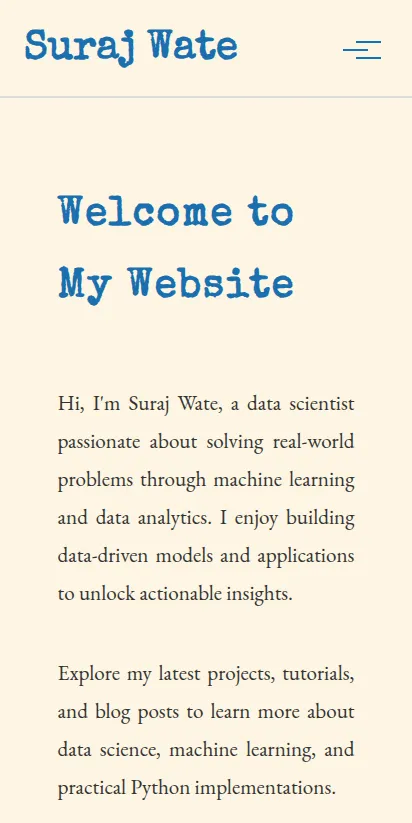 Suraj Wate
Welcome to
My Website
Hi, I'm Suraj Wate, a data scientist
passionate about solving real-world
problems through machine learning
and data analytics. I enjoy building
data-driven models and applications
to unlock actionable insights.
Explore my latest projects, tutorials,
and blog posts to learn more about
data science, machine learning, and
practical Python implementations.